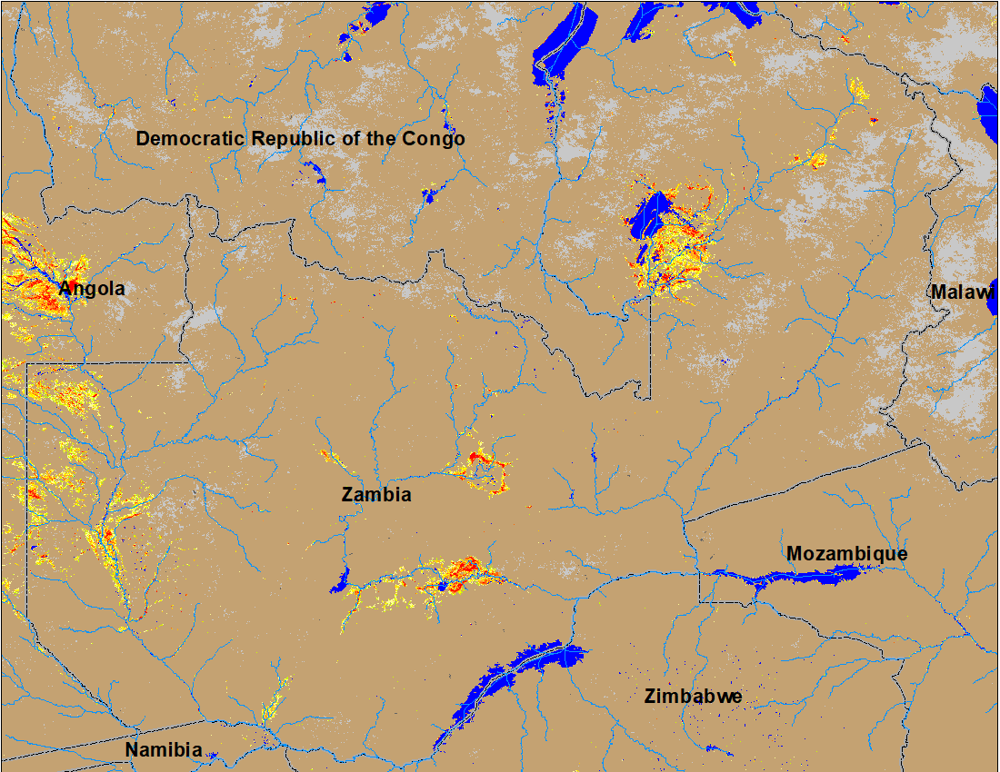 Democratic Republic of the Congo
Angola
Malawi
Zambia
Mozambique
Zimbabwe
Namibia